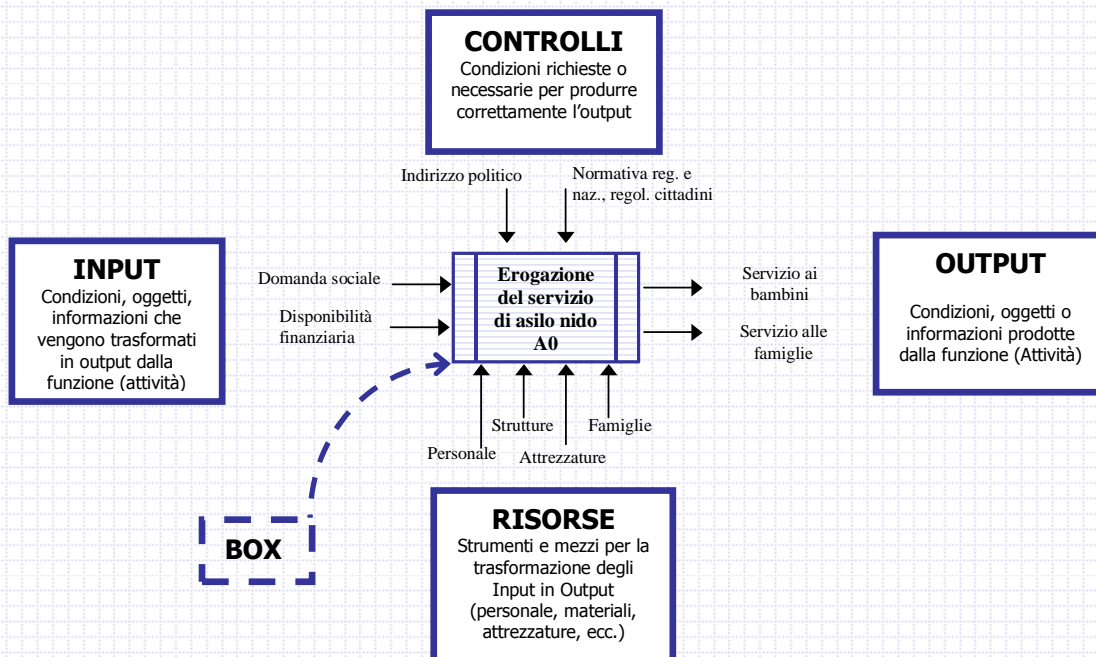 CONTROLLI
Condizioni richieste o
necessarie per produrre
correttamente l'output
Indirizzo politico
Normativa reg. e
naz., regol. cittadini
INPUT
Condizioni, oggetti,
informazioni che
vengono trasformati
in output dalla
funzione (attività)
Domanda sociale
Disponibilità
finanziaria
Erogazione
del servizio
di asilo nido
A0
Servizio ai
bambini
Servizio alle
famiglie
OUTPUT
Condizioni, oggetti o
informazioni prodotte
dalla funzione (Attività)
Personale
Strutture
Attrezzature
Famiglie
BOX
RISORSE
Strumenti e mezzi per la
trasformazione degli
Input in Output
(personale, materiali,
attrezzature, ecc.)